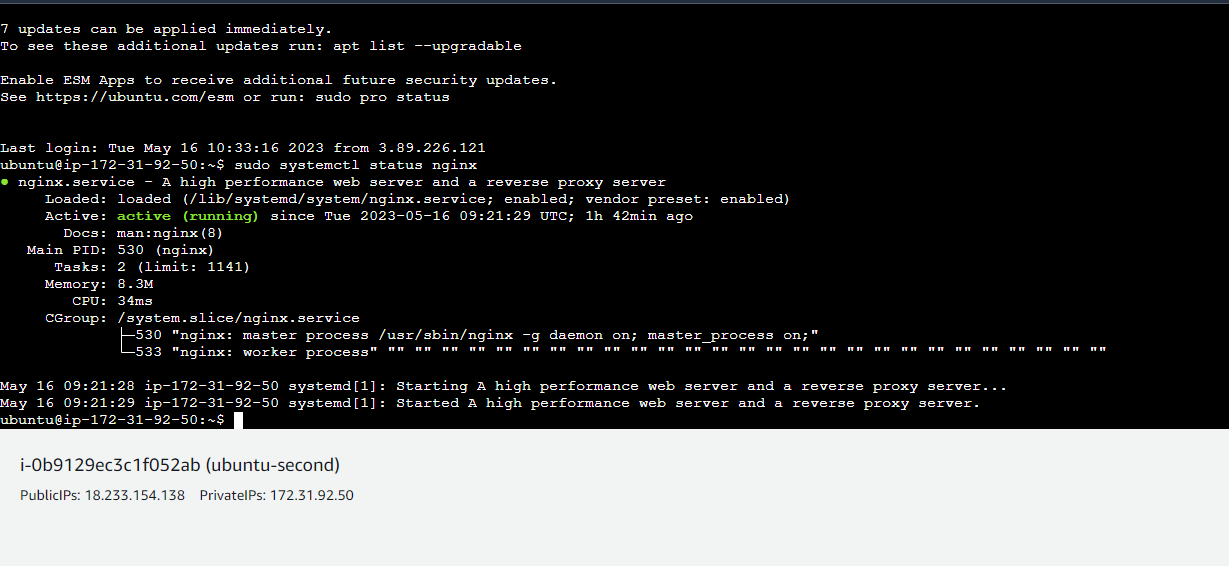 7 updates can be applied immediately.
To see these additional updates run: apt list --upgradable
Enable ESM Apps to receive additional future security updates.
See https://ubuntu.com/esm or run: sudo pro status
Last login: Tue May 16 10:33:16 2023 from 3.89.226.121
ubuntu@ip-172-31-92-50:~$ sudo systemctl status nginx
● nginx.service - A high performance web server and a reverse proxy server
Loaded: loaded (/lib/systemd/system/nginx.service; enabled; vendor preset: enabled)
Active: active (running) since Tue 2023-05-16 09:21:29 UTC; 1h 42min ago
Docs: man:nginx(8)
Main PID: 530 (nginx)
Tasks: 2 (limit: 1141)
Memory: 8.3M
CPU: 34ms
CGroup: /system.slice/nginx.service
├─530 "nginx: master process /usr/sbin/nginx -g daemon on; master_process on;"
└─533 "nginx: worker process" "" "" "" "" "" "" "" "" "" "" "" "" "" "" "" "" "" "" "" "" "" "" "" "" "" "" ""
May 16 09:21:28 ip-172-31-92-50 systemd[1]: Starting A high performance web server and a reverse proxy server...
May 16 09:21:29 ip-172-31-92-50 systemd[1]: Started A high performance web server and a reverse proxy server.
ubuntu@ip-172-31-92-50:~$
i-0b9129ec3c1f052ab (ubuntu-second)
PublicIPs: 18.233.154.138 PrivateIPs: 172.31.92.50